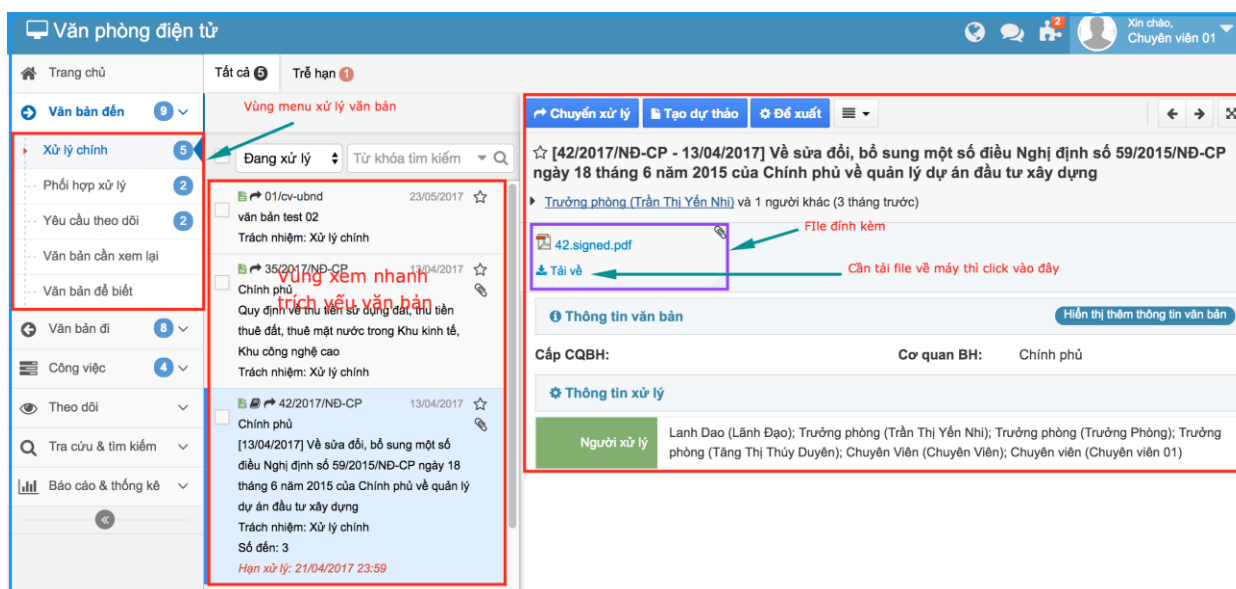 Văn phòng điện tử
2
Xin chào,
Chuyên viên 01
Trang chủ
Văn bản đến 9
Xử lý chính 5
Phối hợp xử lý 2
Yêu cầu theo dõi 2
Văn bản cần xem lại
Văn bản để biết
Văn bản đi 8
Công việc 4
Theo dõi
Tra cứu & tìm kiếm
Báo cáo & thống kê
Tất cả 5 Trễ hạn 1
Vùng menu xử lý văn bản
Đang xử lý Từ khóa tìm kiếm
01/cv-ubnd 23/05/2017
văn bản test 02
Trách nhiệm: Xử lý chính
35/2017/NĐ-CP 13/04/2017
Chính phủ
Quy định về thu tiền sử dụng đất, thu tiền
thuê đất, thuê mặt nước trong Khu kinh tế,
Khu công nghệ cao
Trách nhiệm: Xử lý chính
Vùng xem nhanh
trích yếu văn bản
42/2017/NĐ-CP 13/04/2017
Chính phủ
[13/04/2017] Về sửa đổi, bổ sung một số
điều Nghị định số 59/2015/NĐ-CP ngày 18
tháng 6 năm 2015 của Chính phủ về quản lý
dự án đầu tư xây dựng
Trách nhiệm: Xử lý chính
Số đến: 3
Hạn xử lý: 21/04/2017 23:59
Chuyển xử lý Tạo dự thảo Đề xuất
[42/2017/NĐ-CP - 13/04/2017] Về sửa đổi, bổ sung một số điều Nghị định số 59/2015/NĐ-CP
ngày 18 tháng 6 năm 2015 của Chính phủ về quản lý dự án đầu tư xây dựng
Trưởng phòng (Trần Thị Yến Nhi) và 1 người khác (3 tháng trước)
42.signed.pdf
FIle đính kèm
Tải về
Cần tải file về máy thì click vào đây
Thông tin văn bản Hiển thị thêm thông tin văn bản
Cấp CQBH: Cơ quan BH: Chính phủ
Thông tin xử lý
Người xử lý
Lanh Dao (Lãnh Đạo); Trưởng phòng (Trần Thị Yến Nhi); Trưởng phòng (Trưởng Phòng); Trưởng
phòng (Tăng Thị Thúy Duyên); Chuyên Viên (Chuyên Viên); Chuyên viên (Chuyên viên 01)